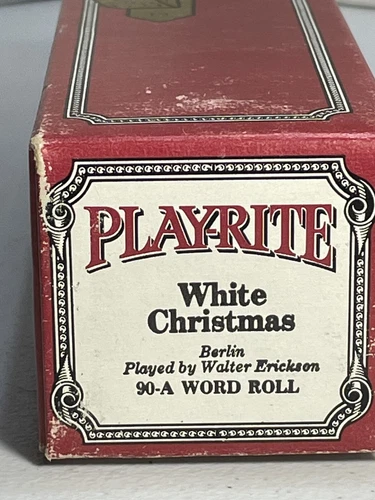 PLAY-RITE
White
Christmas
Berlin
Played by Walter Erickson
90-A WORD ROLL